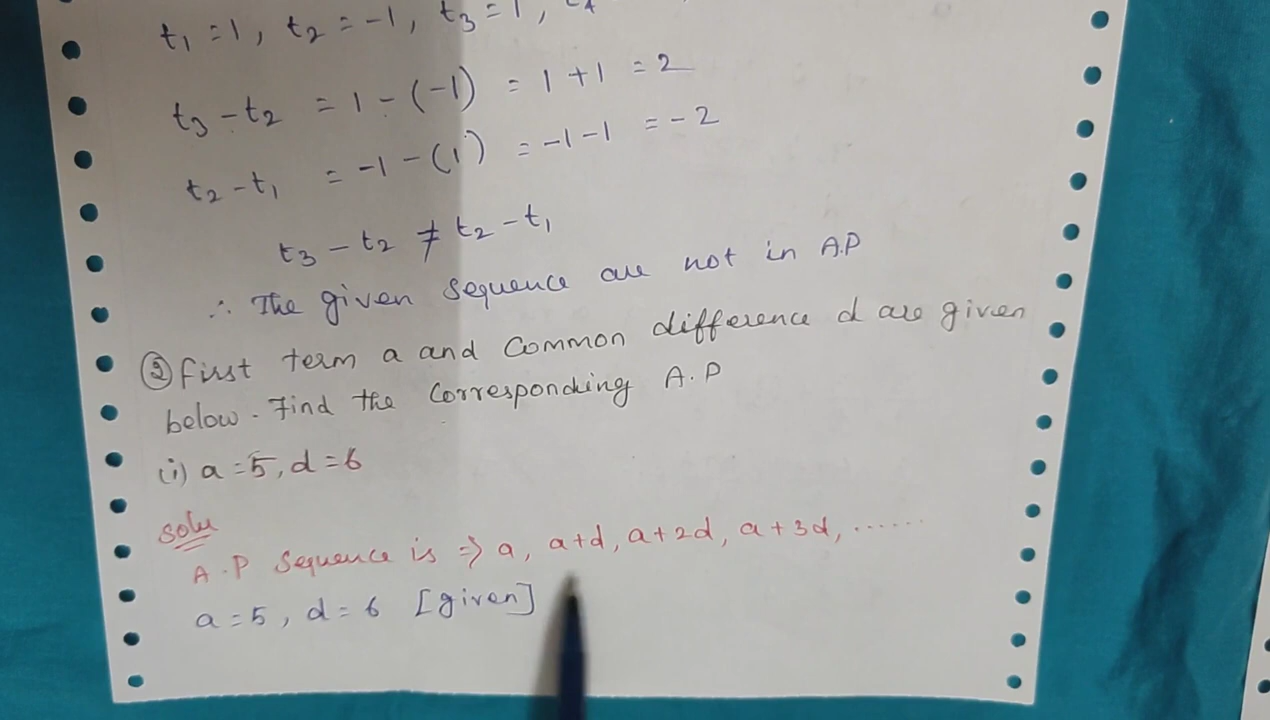 t₁ = 1, t₂ = -1, t₃ = 1,
t₃ - t₂ = 1 - (-1) = 1 + 1 = 2
t₂ - t₁ = -1 - (1) = -1 - 1 = -2
t₃ - t₂ ≠ t₂ - t₁
∴ The given sequence are not in A.P
② First term a and Common difference d are given
below. Find the Corresponding A.P
(i) a = 5, d = 6
Solu
A.P Sequence is ⇒ a, a+d, a+2d, a+3d, ......
a = 5, d = 6 [given]